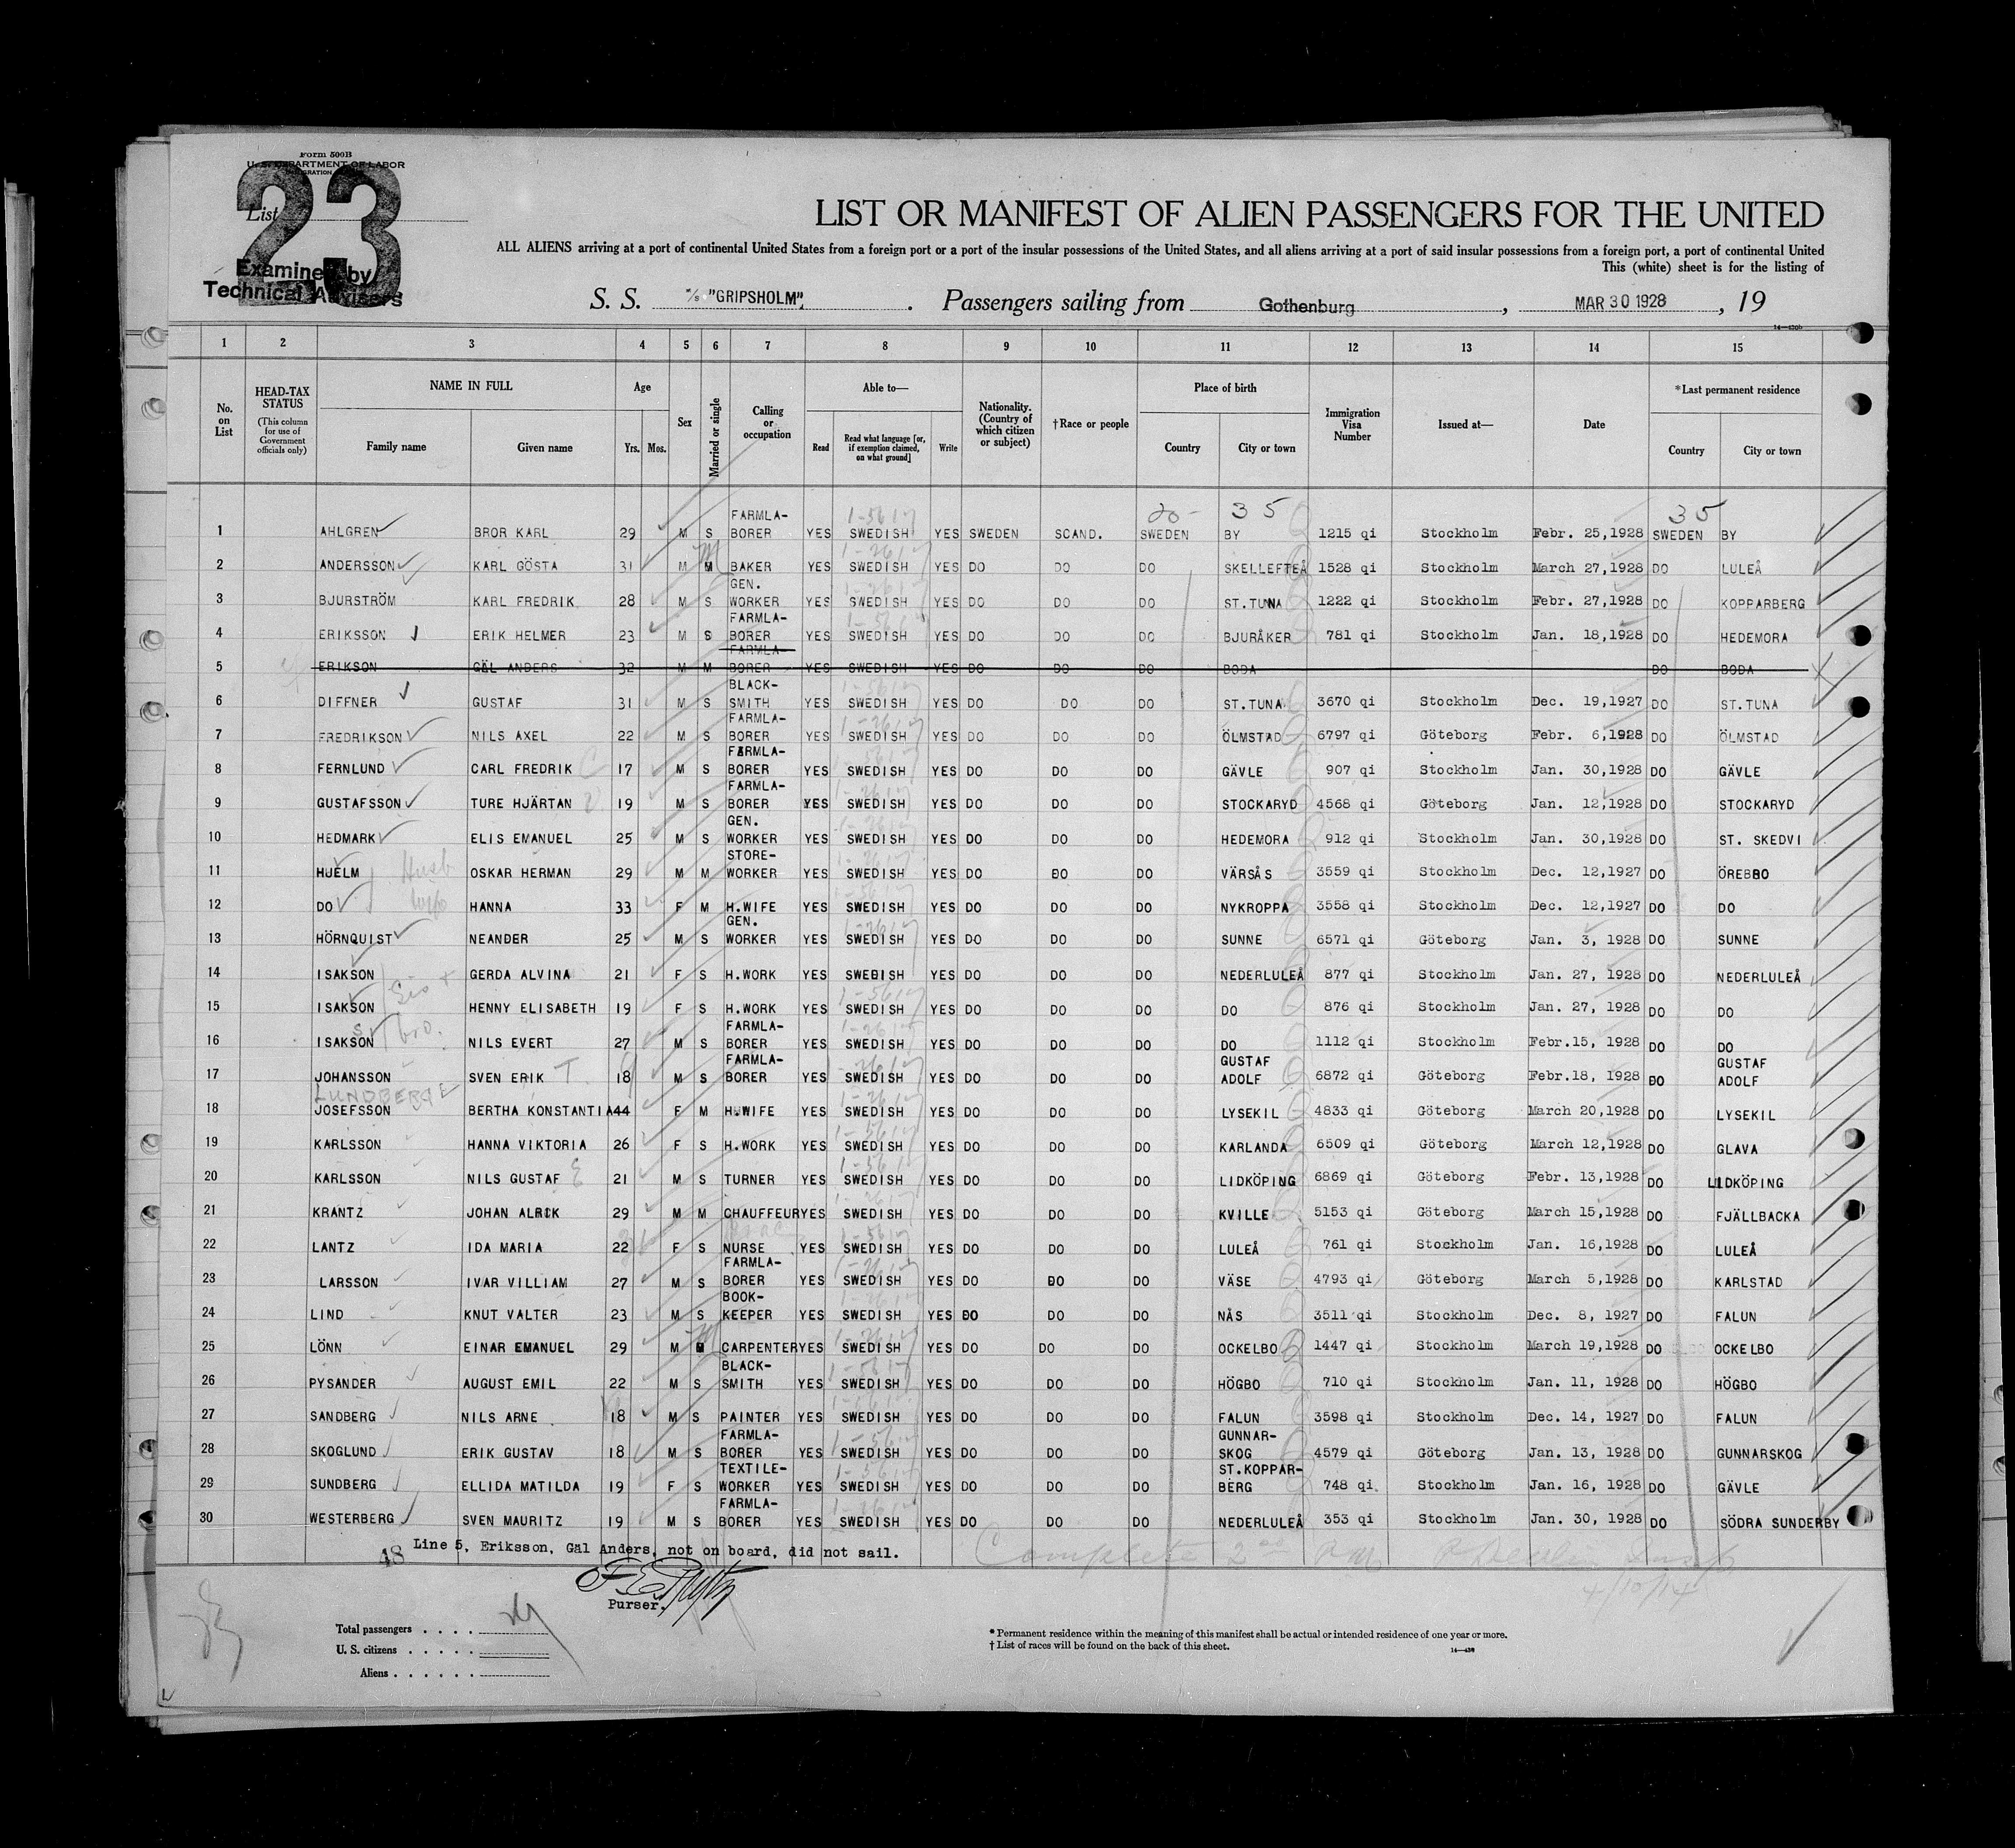 Form 500B
U. S. DEPARTMENT OF LABOR
23
List
Examined by
Technical Advisers
LIST OR MANIFEST OF ALIEN PASSENGERS FOR THE UNITED
ALL ALIENS arriving at a port of continental United States from a foreign port or a port of the insular possessions of the United States, and all aliens arriving at a port of said insular possessions from a foreign port, a port of continental United
This (white) sheet is for the listing of
S. S. M/S "GRIPSHOLM", Passengers sailing from Gothenburg, MAR 30 1928, 19
1 2 3 4 5 6 7 8 9 10 11 12 13 14 15
No. on List
HEAD-TAX STATUS (This column for use of Government officials only)
NAME IN FULL Family name Given name
Age Yrs. Mos.
Sex
Married or single
Calling or occupation
Able to— Read Read what language [or, if exemption claimed, on what ground] Write
Nationality. (Country of which citizen or subject)
†Race or people
Place of birth Country City or town
Immigration Visa Number
Issued at—
Date
*Last permanent residence Country City or town
20- 35 35
1 AHLGREN BROR KARL 29 M S FARMLA-BORER YES SWEDISH YES SWEDEN SCAND. SWEDEN BY 1215 qi Stockholm Febr. 25,1928 SWEDEN BY
2 ANDERSSON KARL GÖSTA 31 M M BAKER YES SWEDISH YES DO DO DO SKELLEFTEÅ 1528 qi Stockholm March 27,1928 DO LULEÅ
3 BJURSTRÖM KARL FREDRIK 28 M S GEN. WORKER YES SWEDISH YES DO DO DO ST.TUNA 1222 qi Stockholm Febr. 27,1928 DO KOPPARBERG
4 ERIKSSON ERIK HELMER 23 M S FARMLA-BORER YES SWEDISH YES DO DO DO BJURÅKER 781 qi Stockholm Jan. 18,1928 DO HEDEMORA
5 ERIKSON GÄL ANDERS 32 M M FARMLA-BORER YES SWEDISH YES DO DO DO BODA DO BODA
6 DIFFNER GUSTAF 31 M S BLACK-SMITH YES SWEDISH YES DO DO DO ST.TUNA 3670 qi Stockholm Dec. 19,1927 DO ST.TUNA
7 FREDRIKSON NILS AXEL 22 M S FARMLA-BORER YES SWEDISH YES DO DO DO ÖLMSTAD 6797 qi Göteborg Febr. 6,1928 DO ÖLMSTAD
8 FERNLUND CARL FREDRIK 17 M S FARMLA-BORER YES SWEDISH YES DO DO DO GÄVLE 907 qi Stockholm Jan. 30,1928 DO GÄVLE
9 GUSTAFSSON TURE HJÄRTAN 19 M S FARMLA-BORER YES SWEDISH YES DO DO DO STOCKARYD 4568 qi Göteborg Jan. 12,1928 DO STOCKARYD
10 HEDMARK ELIS EMANUEL 25 M S GEN. WORKER YES SWEDISH YES DO DO DO HEDEMORA 912 qi Stockholm Jan. 30,1928 DO ST. SKEDVI
11 HJELM Husb OSKAR HERMAN 29 M M STORE-WORKER YES SWEDISH YES DO DO DO VÄRSÅS 3559 qi Stockholm Dec. 12,1927 DO ÖREBRO
12 DO wife HANNA 33 F M H.WIFE YES SWEDISH YES DO DO DO NYKROPPA 3558 qi Stockholm Dec. 12,1927 DO DO
13 HÖRNQUIST NEANDER 25 M S GEN. WORKER YES SWEDISH YES DO DO DO SUNNE 6571 qi Göteborg Jan. 3, 1928 DO SUNNE
14 ISAKSON GERDA ALVINA 21 F S H.WORK YES SWEDISH YES DO DO DO NEDERLULEÅ 877 qi Stockholm Jan. 27, 1928 DO NEDERLULEÅ
15 ISAKSON Sis + HENNY ELISABETH 19 F S H.WORK YES SWEDISH YES DO DO DO DO 876 qi Stockholm Jan. 27, 1928 DO DO
16 ISAKSSON bro. NILS EVERT 27 M S FARMLA-BORER YES SWEDISH YES DO DO DO DO 1112 qi Stockholm Febr.15, 1928 DO DO
17 JOHANSSON SVEN ERIK T 18 M S FARMLA-BORER YES SWEDISH YES DO DO DO GUSTAF ADOLF 6872 qi Göteborg Febr.18, 1928 DO GUSTAF ADOLF
LUNDBERG
18 JOSEFSSON BERTHA KONSTANTIA 44 F M H.WIFE YES SWEDISH YES DO DO DO LYSEKIL 4833 qi Göteborg March 20,1928 DO LYSEKIL
19 KARLSSON HANNA VIKTORIA 26 F S H.WORK YES SWEDISH YES DO DO DO KARLANDA 6509 qi Göteborg March 12,1928 DO GLAVA
20 KARLSSON NILS GUSTAF E 21 M S TURNER YES SWEDISH YES DO DO DO LIDKÖPING 6869 qi Göteborg Febr. 13,1928 DO LIDKÖPING
21 KRANTZ JOHAN ALRIK 29 M M CHAUFFEUR YES SWEDISH YES DO DO DO KVILLE 5153 qi Göteborg March 15,1928 DO FJÄLLBACKA
22 LANTZ IDA MARIA 22 F S NURSE YES SWEDISH YES DO DO DO LULEÅ 761 qi Stockholm Jan. 16,1928 DO LULEÅ
23 LARSSON IVAR VILLIAM 27 M S FARMLA-BORER YES SWEDISH YES DO DO DO VÄSE 4793 qi Göteborg March 5,1928 DO KARLSTAD
24 LIND KNUT VALTER 23 M S BOOK-KEEPER YES SWEDISH YES DO DO DO NÅS 3511 qi Stockholm Dec. 8, 1927 DO FALUN
25 LÖNN EINAR EMANUEL 29 M M CARPENTER YES SWEDISH YES DO DO DO OCKELBO 1447 qi Stockholm March 19,1928 DO OCKELBO
26 PYSANDER AUGUST EMIL 22 M S BLACK-SMITH YES SWEDISH YES DO DO DO HÖGBO 710 qi Stockholm Jan. 11, 1928 DO HÖGBO
27 SANDBERG NILS ARNE 18 M S PAINTER YES SWEDISH YES DO DO DO FALUN 3598 qi Stockholm Dec. 14, 1927 DO FALUN
28 SKOGLUND ERIK GUSTAV 18 M S FARMLA-BORER YES SWEDISH YES DO DO DO GUNNAR-SKOG 4579 qi Göteborg Jan. 13, 1928 DO GUNNARSKOG
29 SUNDBERG ELLIDA MATILDA 19 F S TEXTILE-WORKER YES SWEDISH YES DO DO DO ST.KOPPAR-BERG 748 qi. Stockholm Jan. 16, 1928 DO GÄVLE
30 WESTERBERG SVEN MAURITZ 19 M S FARMLA-BORER YES SWEDISH YES DO DO DO NEDERLULEÅ 353 qi Stockholm Jan. 30, 1928 DO SÖDRA SUNDERBY
48 Line 5, Eriksson, Gäl Anders, not on board, did not sail.
Complete
Purser.
Total passengers
U. S. citizens
Aliens
* Permanent residence within the meaning of this manifest shall be actual or intended residence of one year or more.
† List of races will be found on the back of this sheet.